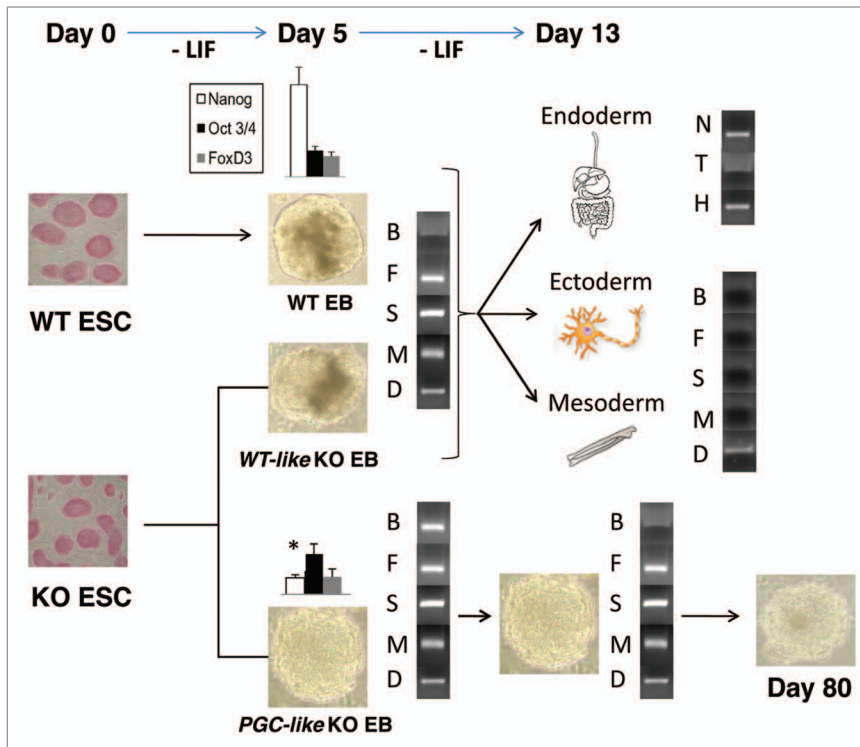 Day 0
- LIF
Day 5
- LIF
Day 13
Nanog
Oct 3/4
FoxD3
WT ESC
WT EB
B
F
S
M
D
WT-like KO EB
Endoderm
N
T
H
Ectoderm
Mesoderm
B
F
S
M
D
KO ESC
*
PGC-like KO EB
B
F
S
M
D
B
F
S
M
D
Day 80